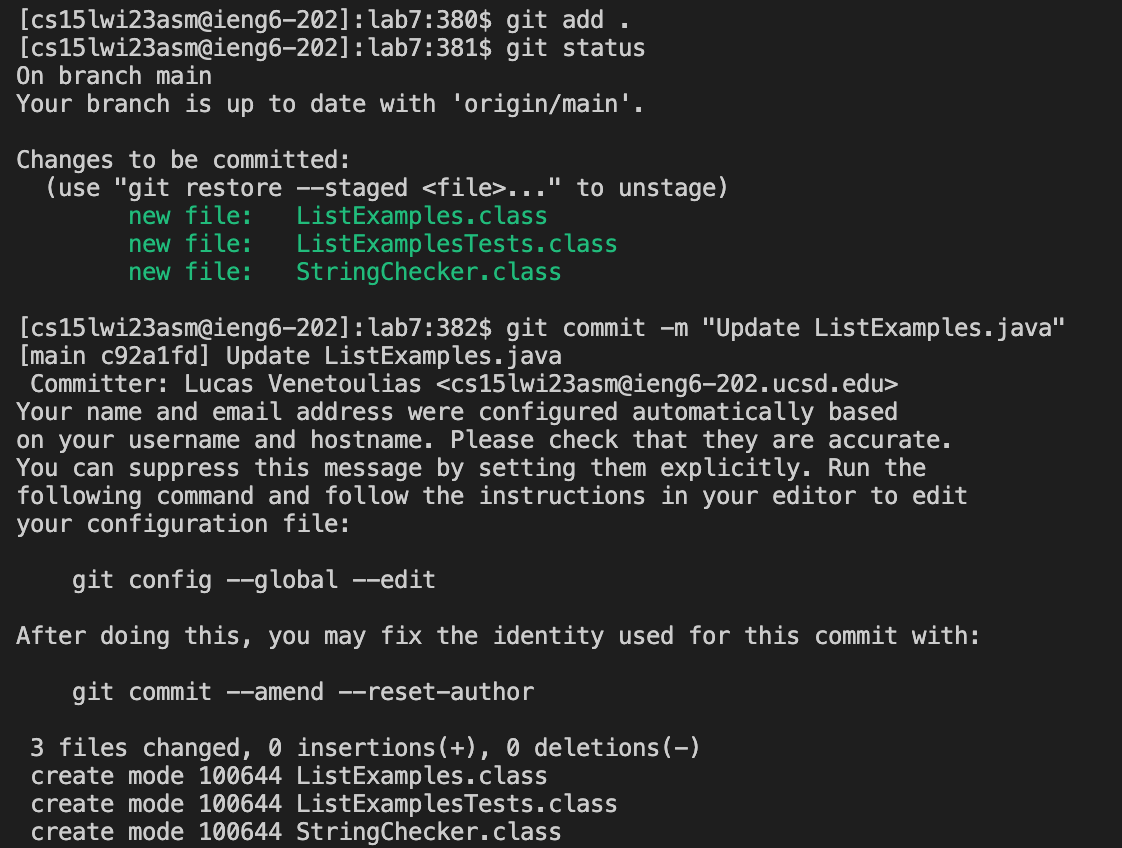 [cs15lwi23asm@ieng6-202]:lab7:380$ git add .
[cs15lwi23asm@ieng6-202]:lab7:381$ git status
On branch main
Your branch is up to date with 'origin/main'.

Changes to be committed:
  (use "git restore --staged <file>..." to unstage)
        new file:   ListExamples.class
        new file:   ListExamplesTests.class
        new file:   StringChecker.class

[cs15lwi23asm@ieng6-202]:lab7:382$ git commit -m "Update ListExamples.java"
[main c92a1fd] Update ListExamples.java
 Committer: Lucas Venetoulias <cs15lwi23asm@ieng6-202.ucsd.edu>
Your name and email address were configured automatically based
on your username and hostname. Please check that they are accurate.
You can suppress this message by setting them explicitly. Run the
following command and follow the instructions in your editor to edit
your configuration file:

    git config --global --edit

After doing this, you may fix the identity used for this commit with:

    git commit --amend --reset-author

 3 files changed, 0 insertions(+), 0 deletions(-)
 create mode 100644 ListExamples.class
 create mode 100644 ListExamplesTests.class
 create mode 100644 StringChecker.class